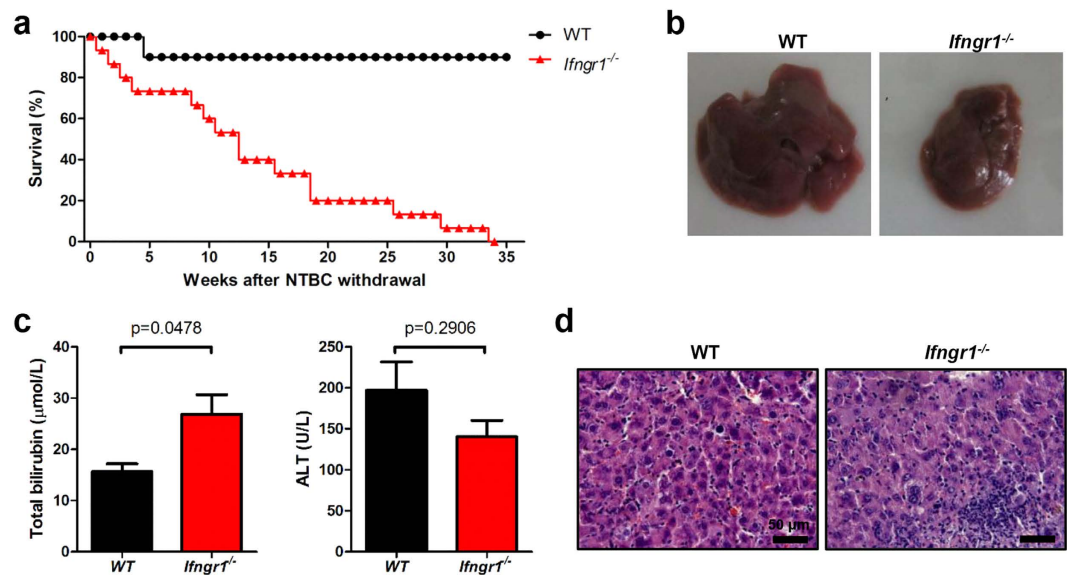 a
100
80
60
40
20
0
Survival (%)
0 5 10 15 20 25 30 35
Weeks after NTBC withdrawal
WT
Ifngr1-/-
b
WT Ifngr1-/-
c
p=0.0478
40
30
20
10
0
Total bilirubin (µmol/L)
WT Ifngr1-/-
p=0.2906
250
200
150
100
50
0
ALT (U/L)
WT Ifngr1-/-
d
WT Ifngr1-/-
50 µm